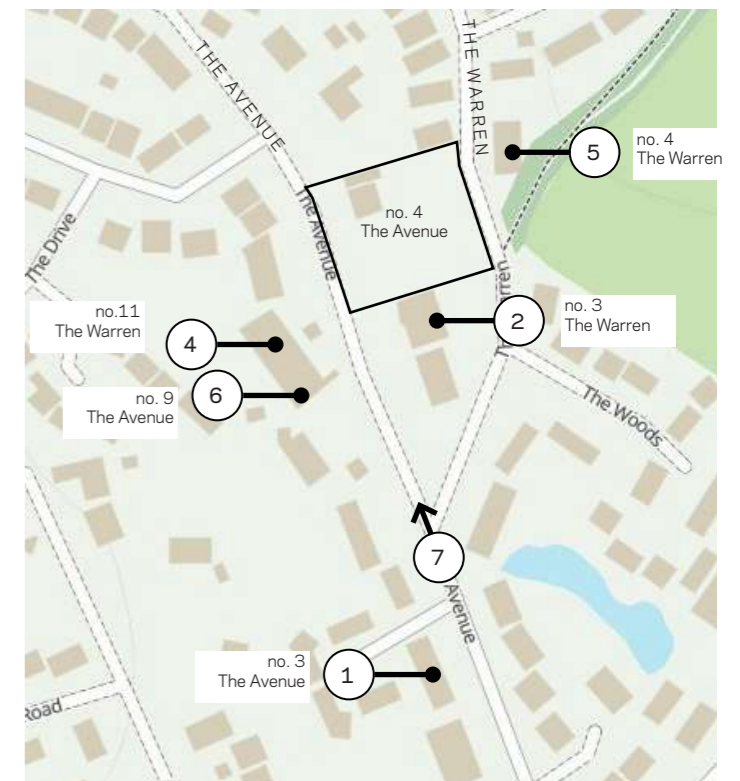 THE AVENUE
THE WARREN
5
no. 4
The Warren
no. 4
The Avenue
The Avenue
The Drive
no.11
The Warren
4
2
no. 3
The Warren
no. 9
The Avenue
6
The Woods
7
Avenue
no. 3
The Avenue
1
Road